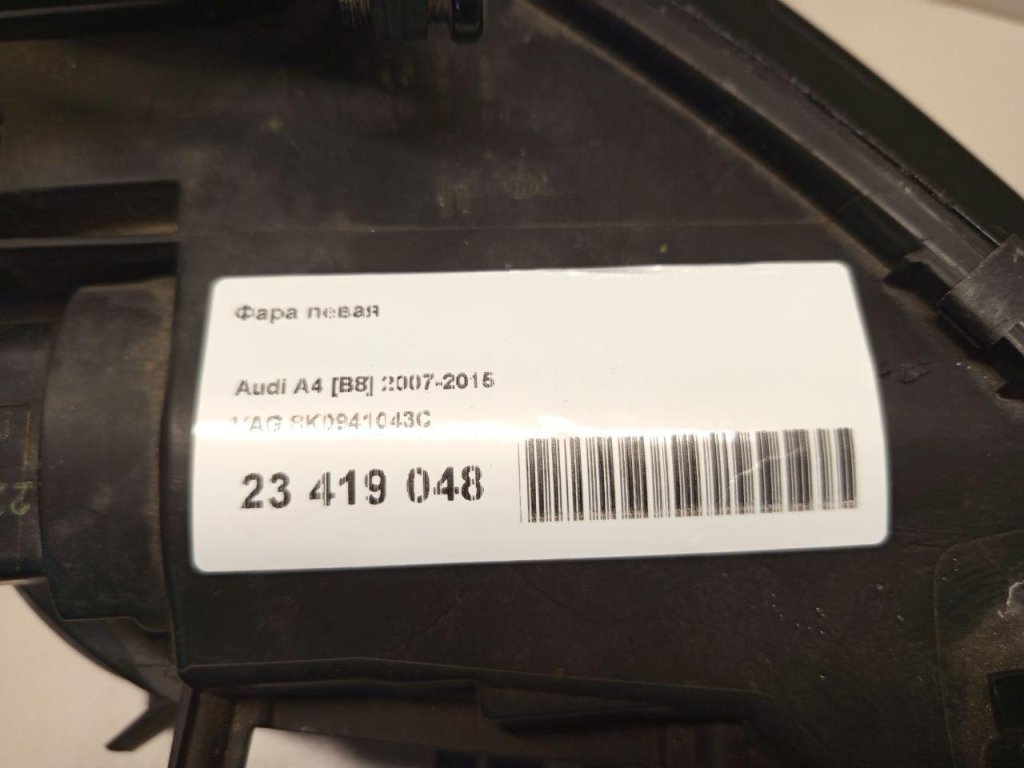 Фара левая
Audi A4 [B8] 2007-2015
VAG 8K0941043C
23 419 048